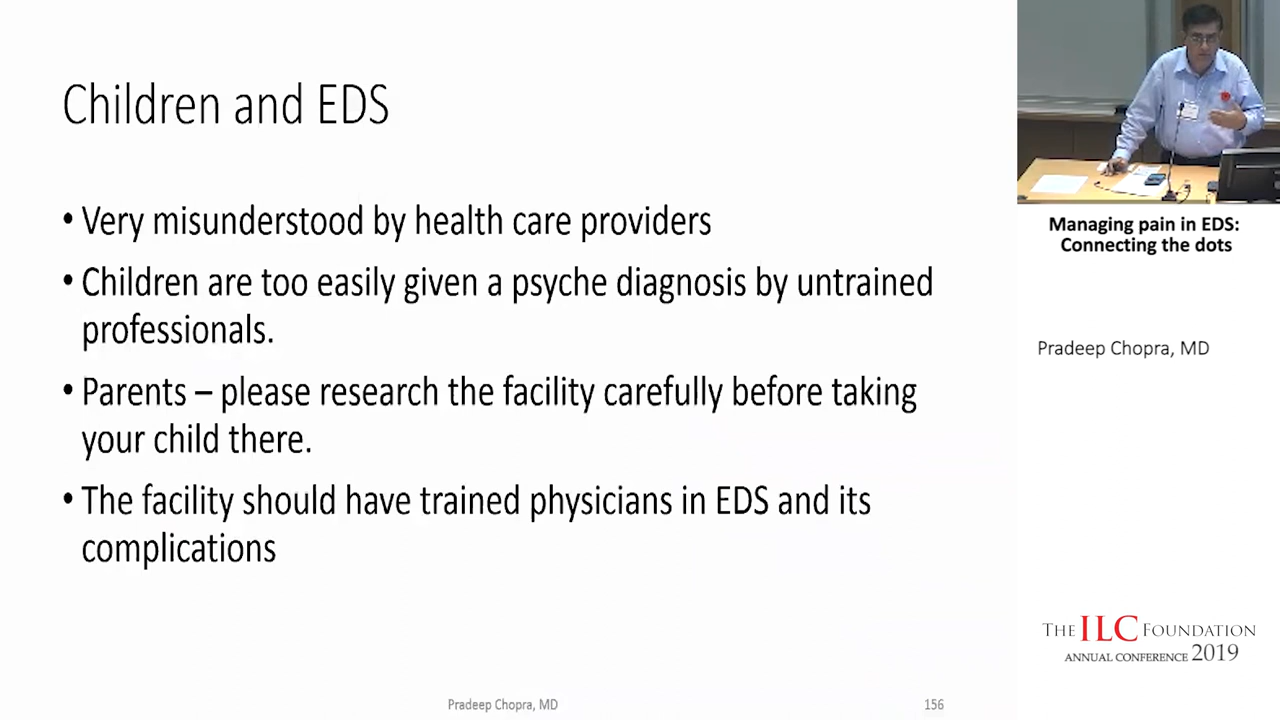 Children and EDS
• Very misunderstood by health care providers
• Children are too easily given a psyche diagnosis by untrained
professionals.
• Parents – please research the facility carefully before taking
your child there.
• The facility should have trained physicians in EDS and its
complications
Pradeep Chopra, MD
156
Managing pain in EDS:
Connecting the dots
Pradeep Chopra, MD
THE ILC FOUNDATION
ANNUAL CONFERENCE 2019